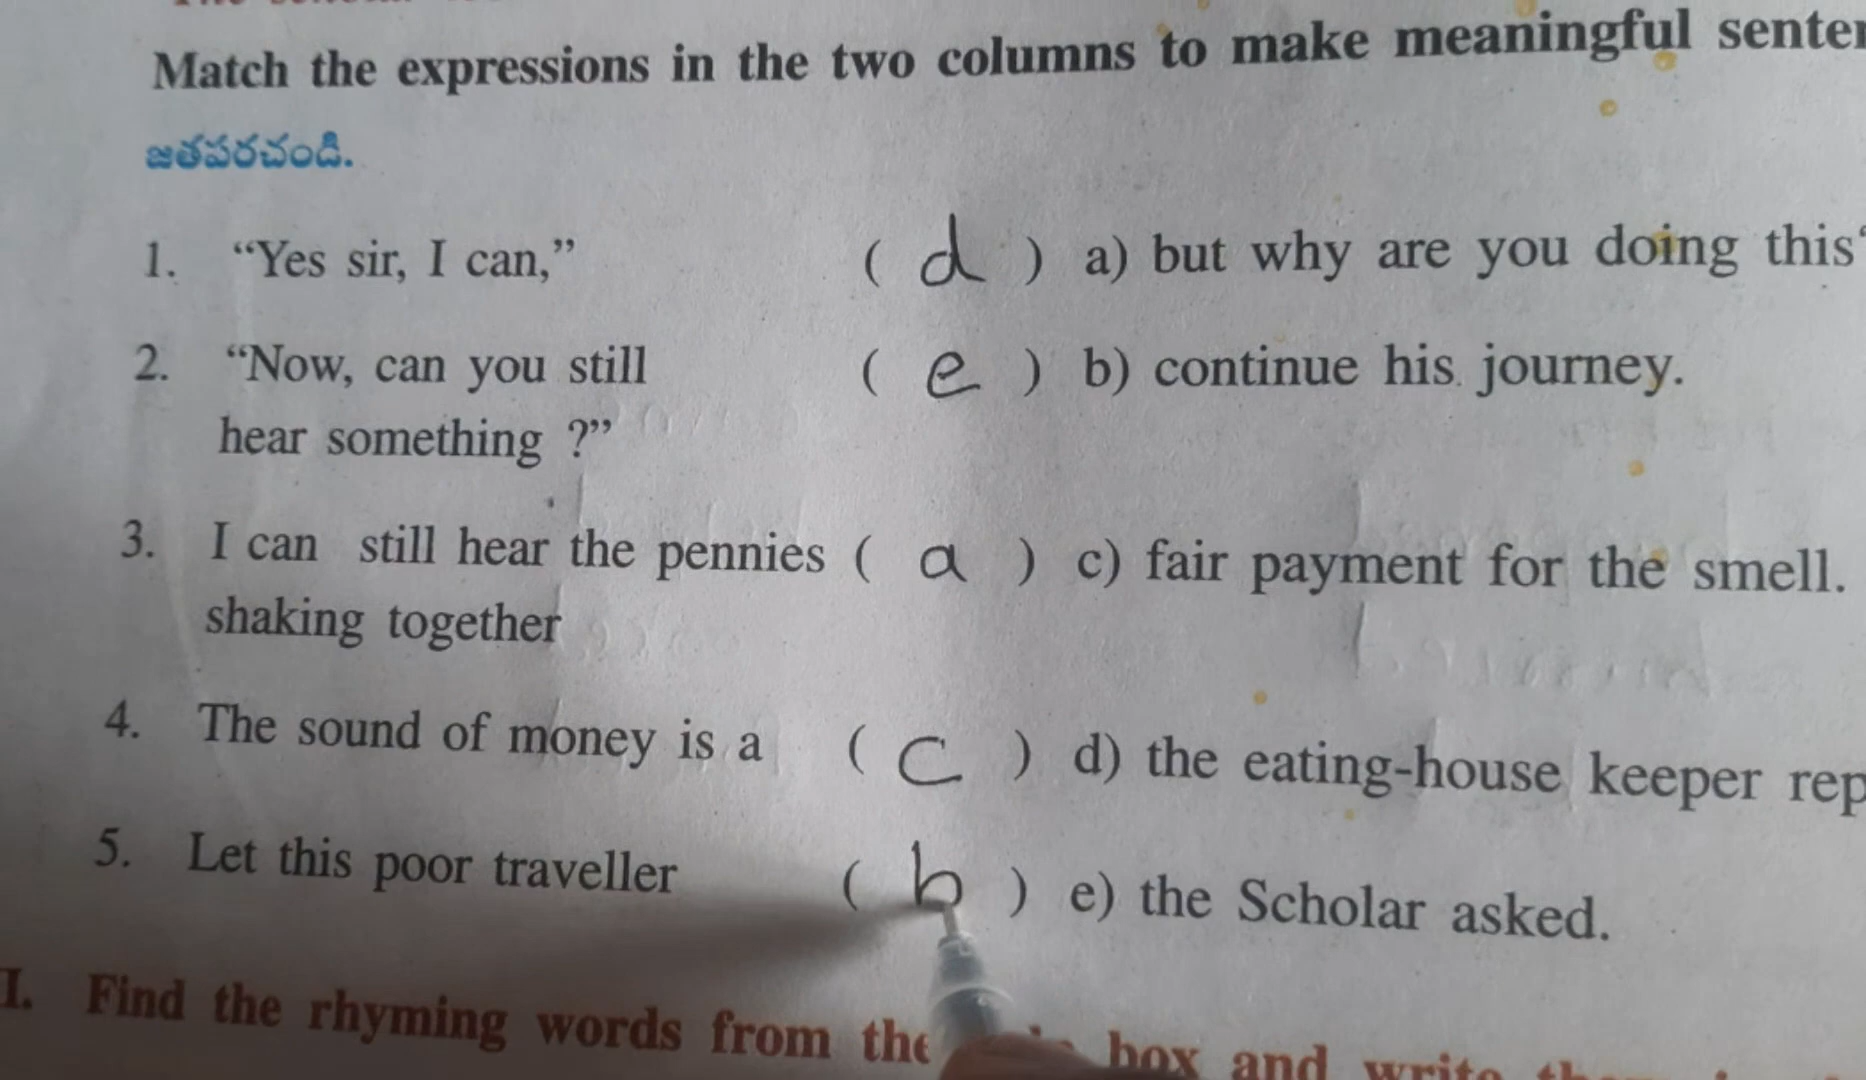 Match the expressions in the two columns to make meaningful
జతపరచండి.
1. “Yes sir, I can,” ( d ) a) but why are you doing this
2. “Now, can you still ( e ) b) continue his journey.
hear something ?”
3. I can still hear the pennies ( a ) c) fair payment for the smell.
shaking together
4. The sound of money is a ( c ) d) the eating-house keeper
5. Let this poor traveller ( b ) e) the Scholar asked.
I. Find the rhyming words from the box and write